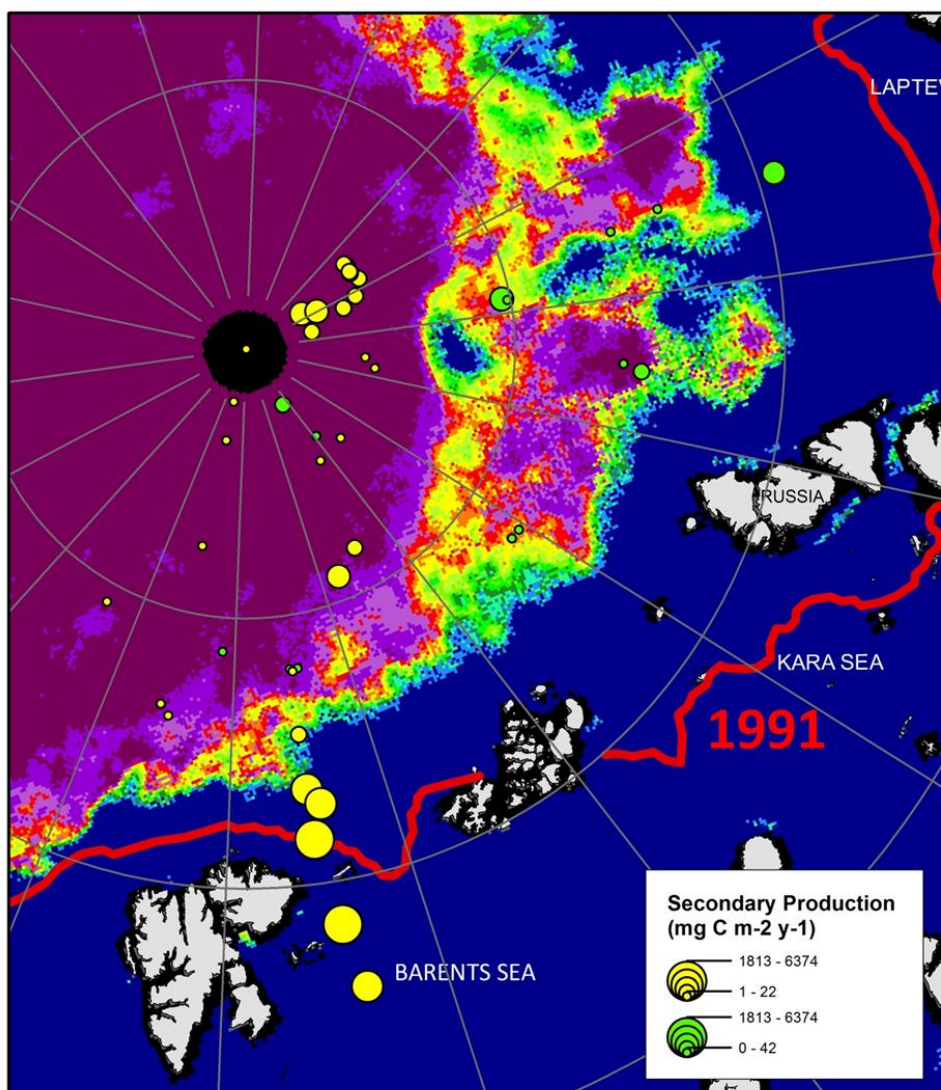 LAPTEV
RUSSIA
KARA SEA
1991
BARENTS SEA
Secondary Production
(mg C m-2 y-1)
1813 - 6374
1 - 22
1813 - 6374
0 - 42